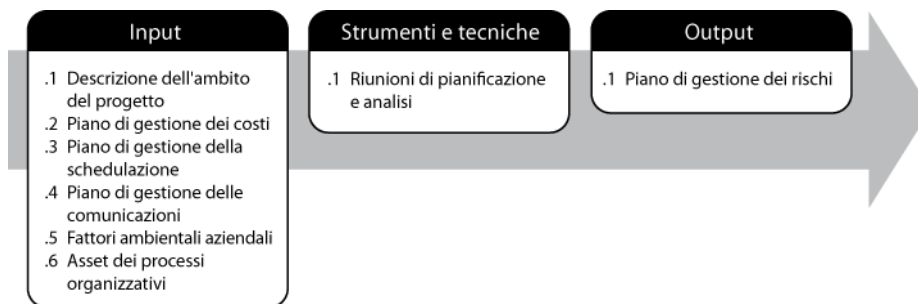 Input
.1 Descrizione dell'ambito
del progetto
.2 Piano di gestione dei costi
.3 Piano di gestione della
schedulazione
.4 Piano di gestione delle
comunicazioni
.5 Fattori ambientali aziendali
.6 Asset dei processi
organizzativi
Strumenti e tecniche
.1 Riunioni di pianificazione
e analisi
Output
.1 Piano di gestione dei rischi